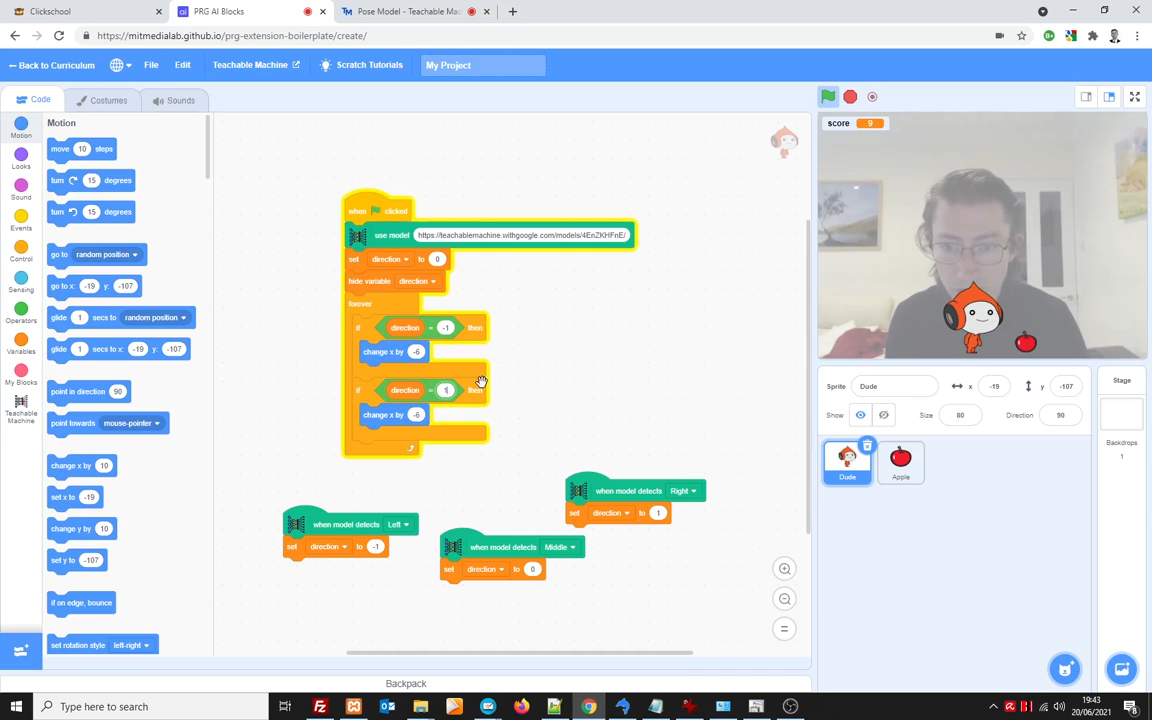 Clickschool
PRG AI Blocks
Pose Model - Teachable Mac
https://mitmedialab.github.io/prg-extension-boilerplate/create/
Back to Curriculum
File
Edit
Teachable Machine
Scratch Tutorials
My Project
Code
Costumes
Sounds
Motion
Looks
Sound
Events
Control
Sensing
Operators
Variables
My Blocks
Teachable Machine
Motion
move 10 steps
turn 15 degrees
turn 15 degrees
go to random position
go to x: -19 y: -107
glide 1 secs to random position
glide 1 secs to x: -19 y: -107
point in direction 90
point towards mouse-pointer
change x by 10
set x to -19
change y by 10
set y to -107
if on edge, bounce
set rotation style left-right
when clicked
use model https://teachablemachine.withgoogle.com/models/4EnZKHFnE/
set direction to 0
hide variable direction
forever
if direction = -1 then
change x by -6
if direction = 1 then
change x by -6
when model detects Left
set direction to -1
when model detects Middle
set direction to 0
when model detects Right
set direction to 1
score 9
Sprite Dude x -19 y -107
Show Size 80 Direction 90
Dude
Apple
Stage
Backdrops
1
Backpack
Type here to search
19:43
20/06/2021
8